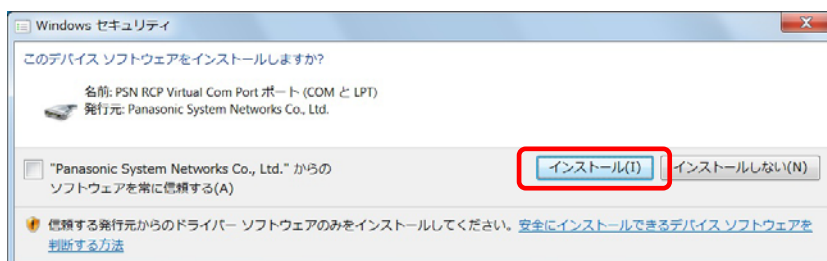 Windows セキュリティ
このデバイス ソフトウェアをインストールしますか?
名前: PSN RCP Virtual Com Port ポート (COM と LPT)
発行元: Panasonic System Networks Co., Ltd.
"Panasonic System Networks Co., Ltd." からの
ソフトウェアを常に信頼する(A)
インストール(I)
インストールしない(N)
信頼する発行元からのドライバー ソフトウェアのみをインストールしてください。安全にインストールできるデバイス ソフトウェアを
判断する方法